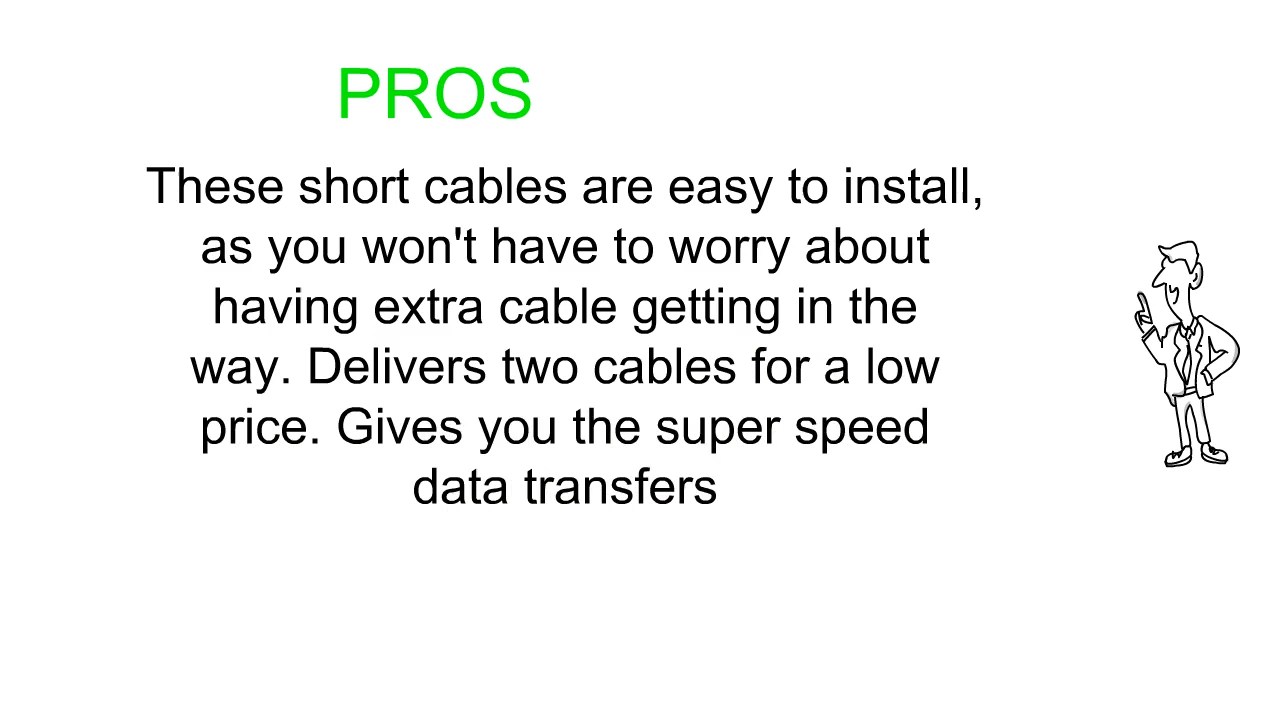 PROS
These short cables are easy to install,
as you won't have to worry about
having extra cable getting in the
way. Delivers two cables for a low
price. Gives you the super speed
data transfers